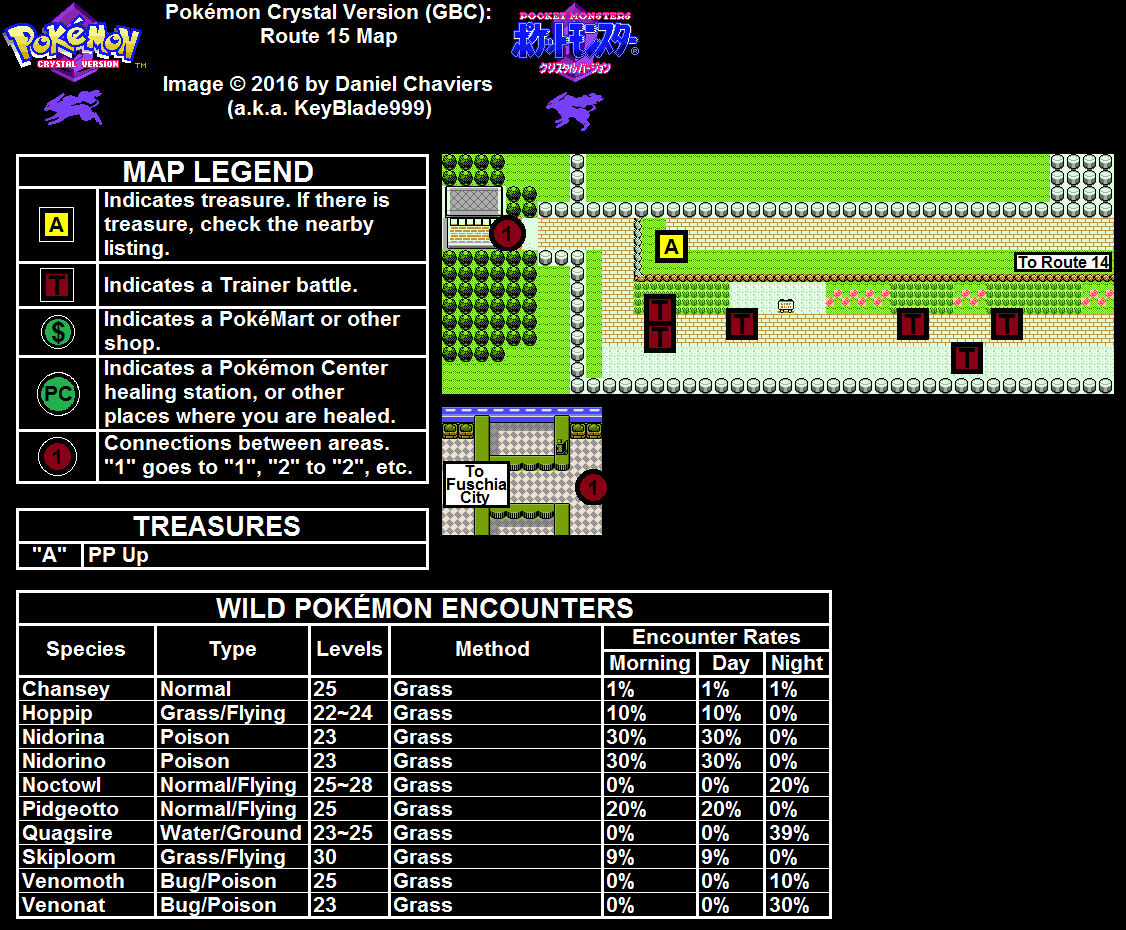 POKéMON
CRYSTAL VERSION
TM
Pokémon Crystal Version (GBC):
Route 15 Map
Image © 2016 by Daniel Chaviers
(a.k.a. KeyBlade999)
POCKET MONSTERS
ポケットモンスター
®
クリスタルバージョン
MAP LEGEND
A
Indicates treasure. If there is
treasure, check the nearby
listing.
T
Indicates a Trainer battle.
$
Indicates a PokéMart or other
shop.
PC
Indicates a Pokémon Center
healing station, or other
places where you are healed.
1
Connections between areas.
"1" goes to "1", "2" to "2", etc.
1
A
To Route 14
T
T
T
T
T
T
To
Fuschia
City
1
TREASURES
"A" PP Up
WILD POKÉMON ENCOUNTERS
Species Type Levels Method Encounter Rates
Morning Day Night
Chansey Normal 25 Grass 1% 1% 1%
Hoppip Grass/Flying 22~24 Grass 10% 10% 0%
Nidorina Poison 23 Grass 30% 30% 0%
Nidorino Poison 23 Grass 30% 30% 0%
Noctowl Normal/Flying 25~28 Grass 0% 0% 20%
Pidgeotto Normal/Flying 25 Grass 20% 20% 0%
Quagsire Water/Ground 23~25 Grass 0% 0% 39%
Skiploom Grass/Flying 30 Grass 9% 9% 0%
Venomoth Bug/Poison 25 Grass 0% 0% 10%
Venonat Bug/Poison 23 Grass 0% 0% 30%